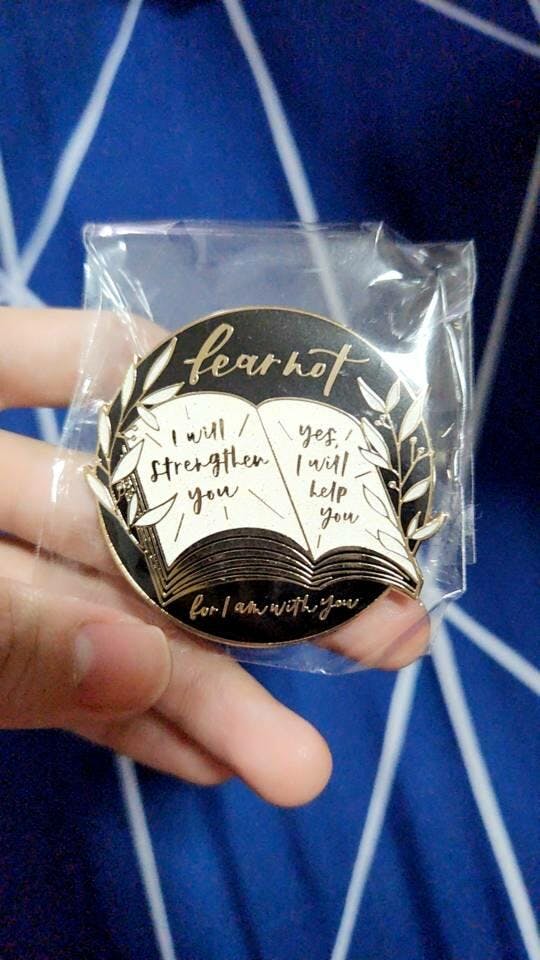 fear not
I will
strengthen
you
yes,
I will
help
you
for I am with you